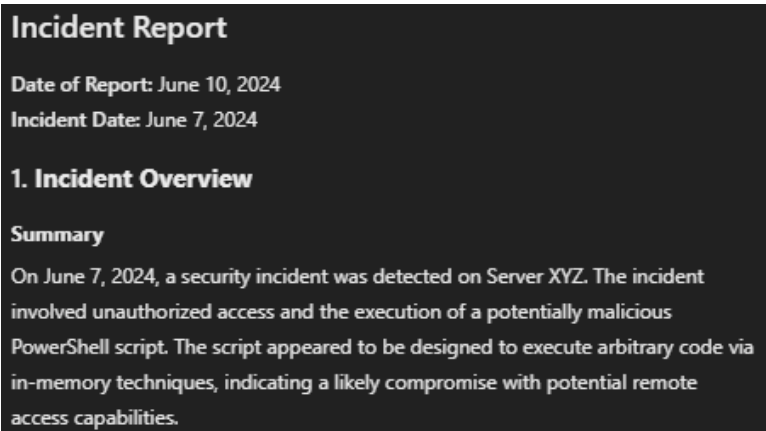 Incident Report
Date of Report: June 10, 2024
Incident Date: June 7, 2024
1. Incident Overview
Summary
On June 7, 2024, a security incident was detected on Server XYZ. The incident
involved unauthorized access and the execution of a potentially malicious
PowerShell script. The script appeared to be designed to execute arbitrary code via
in-memory techniques, indicating a likely compromise with potential remote
access capabilities.